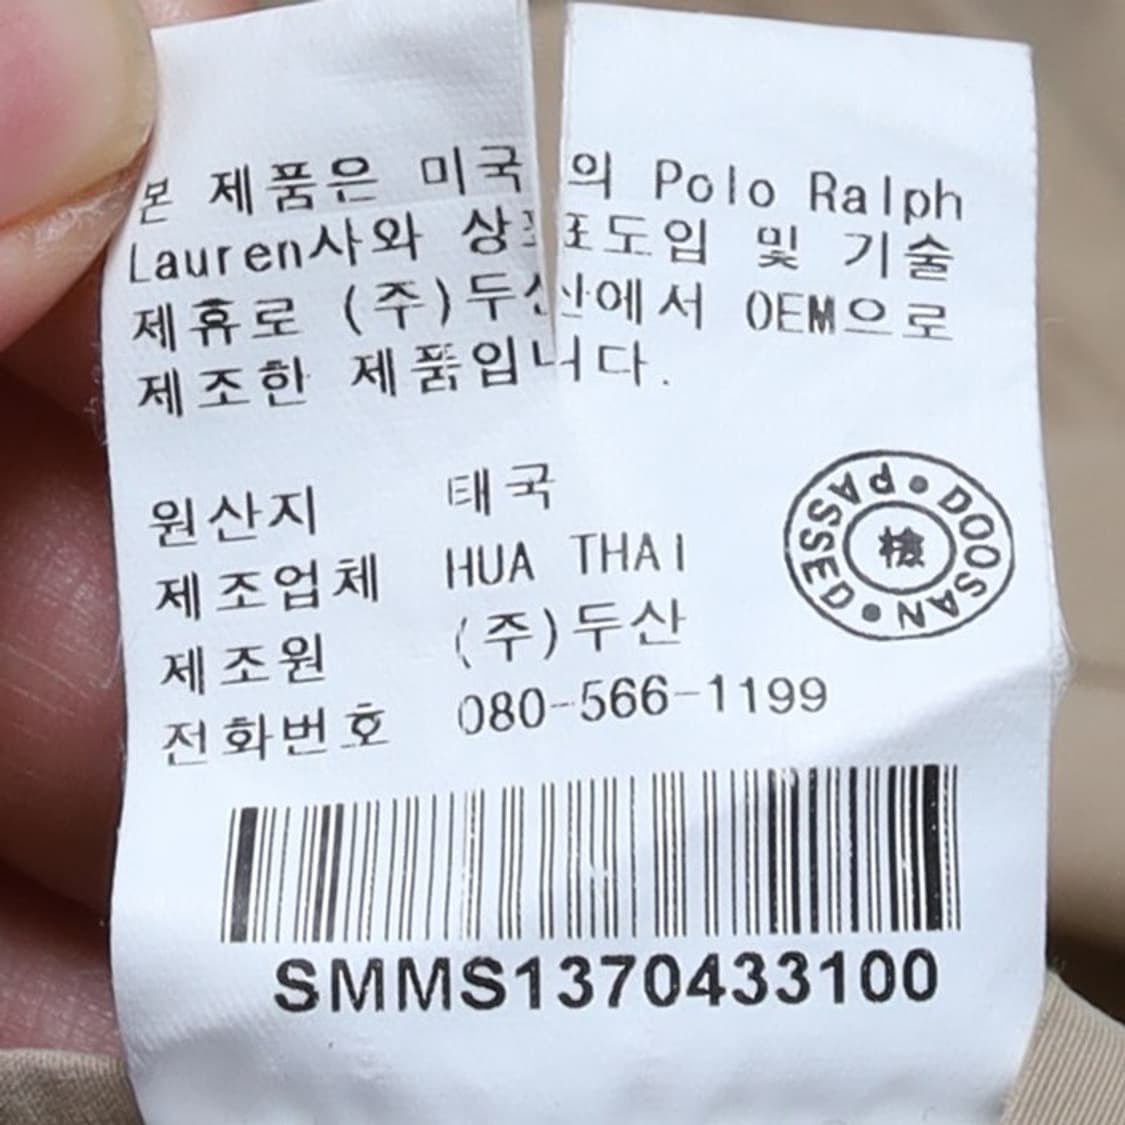 본 제품은 미국의 Polo Ralph
Lauren사와 상표도입 및 기술
제휴로 (주)두산에서 OEM으로
제조한 제품입니다.
원산지 태국
제조업체 HUA THAI
제조원 (주)두산
전화번호 080-566-1199
DOOSAN • PASSED •
檢
SMMS1370433100